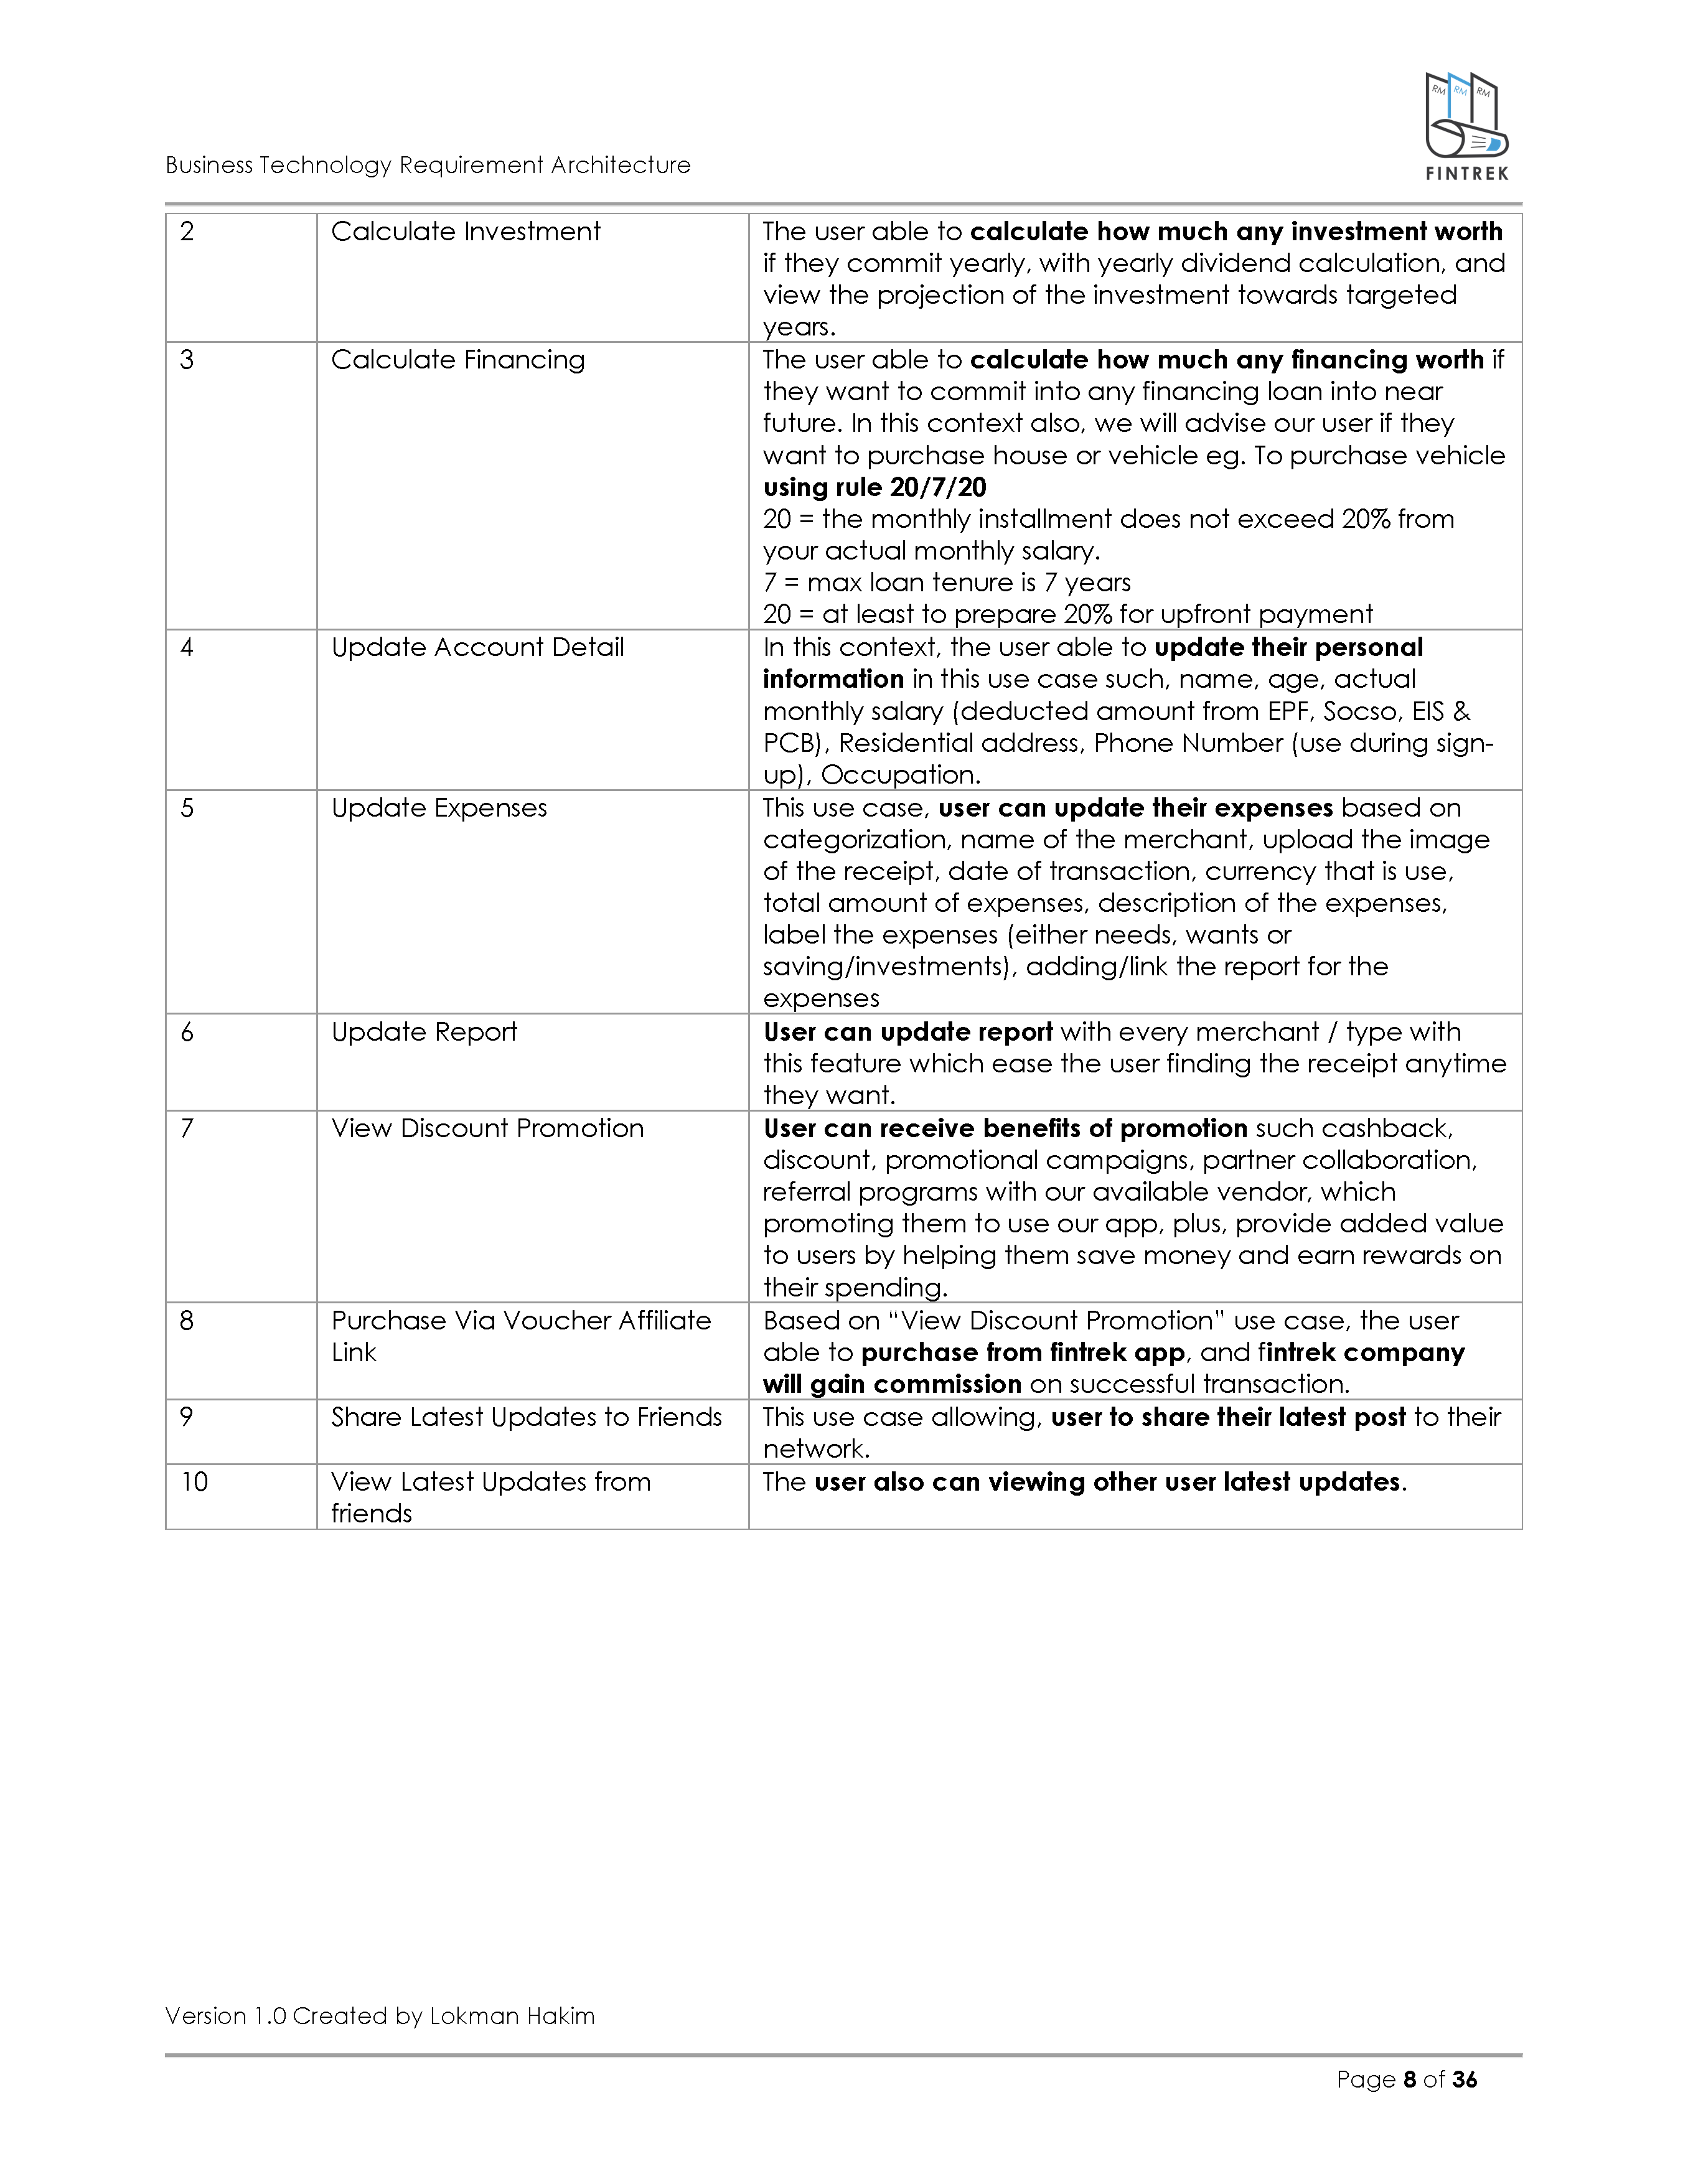 RM RM RM
FINTREK
Business Technology Requirement Architecture
2 Calculate Investment The user able to calculate how much any investment worth
if they commit yearly, with yearly dividend calculation, and
view the projection of the investment towards targeted
years.
3 Calculate Financing The user able to calculate how much any financing worth if
they want to commit into any financing loan into near
future. In this context also, we will advise our user if they
want to purchase house or vehicle eg. To purchase vehicle
using rule 20/7/20
20 = the monthly installment does not exceed 20% from
your actual monthly salary.
7 = max loan tenure is 7 years
20 = at least to prepare 20% for upfront payment
4 Update Account Detail In this context, the user able to update their personal
information in this use case such, name, age, actual
monthly salary (deducted amount from EPF, Socso, EIS &
PCB), Residential address, Phone Number (use during sign-
up), Occupation.
5 Update Expenses This use case, user can update their expenses based on
categorization, name of the merchant, upload the image
of the receipt, date of transaction, currency that is use,
total amount of expenses, description of the expenses,
label the expenses (either needs, wants or
saving/investments), adding/link the report for the
expenses
6 Update Report User can update report with every merchant / type with
this feature which ease the user finding the receipt anytime
they want.
7 View Discount Promotion User can receive benefits of promotion such cashback,
discount, promotional campaigns, partner collaboration,
referral programs with our available vendor, which
promoting them to use our app, plus, provide added value
to users by helping them save money and earn rewards on
their spending.
8 Purchase Via Voucher Affiliate Based on “View Discount Promotion” use case, the user
Link able to purchase from fintrek app, and fintrek company
will gain commission on successful transaction.
9 Share Latest Updates to Friends This use case allowing, user to share their latest post to their
network.
10 View Latest Updates from The user also can viewing other user latest updates.
friends
Version 1.0 Created by Lokman Hakim
Page 8 of 36